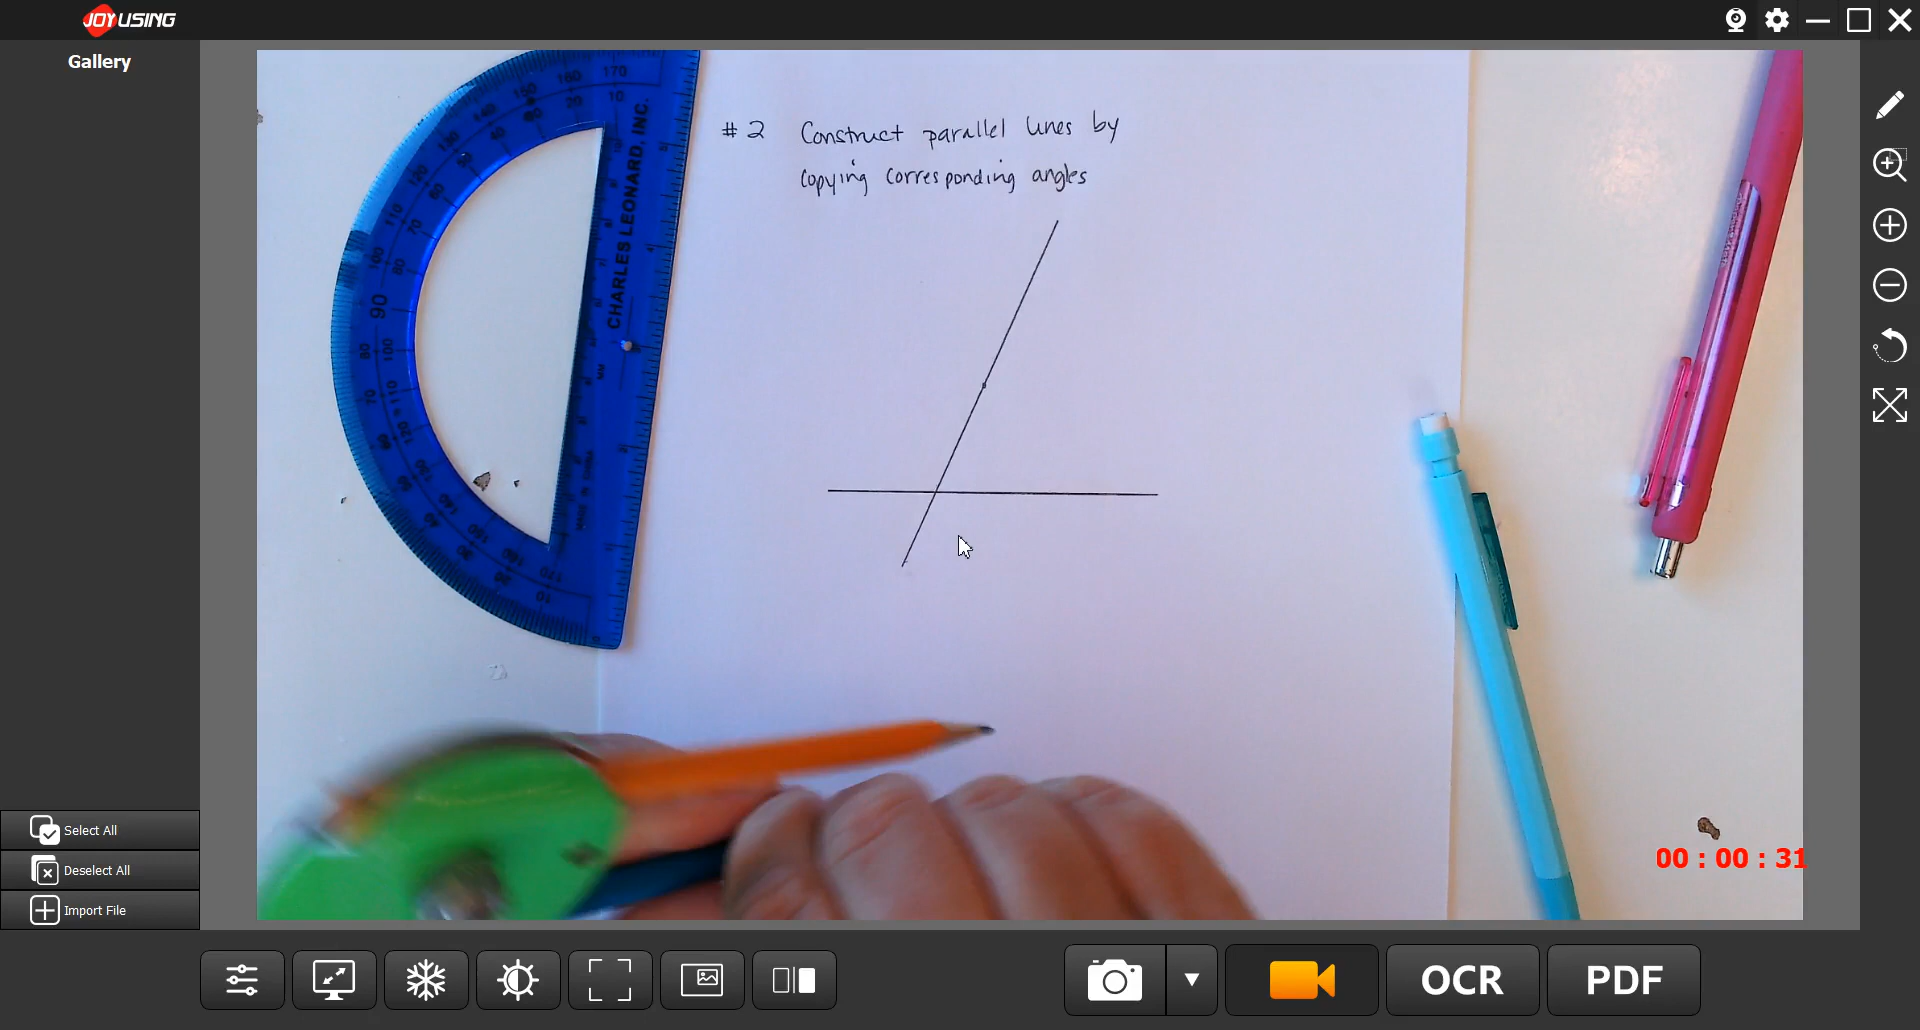 JOYUSING
Gallery
# 2 Construct parallel lines by
copying corresponding angles
CHARLES LEONARD, INC.
Select All
Deselect All
Import File
00 : 00 : 31
OCR
PDF